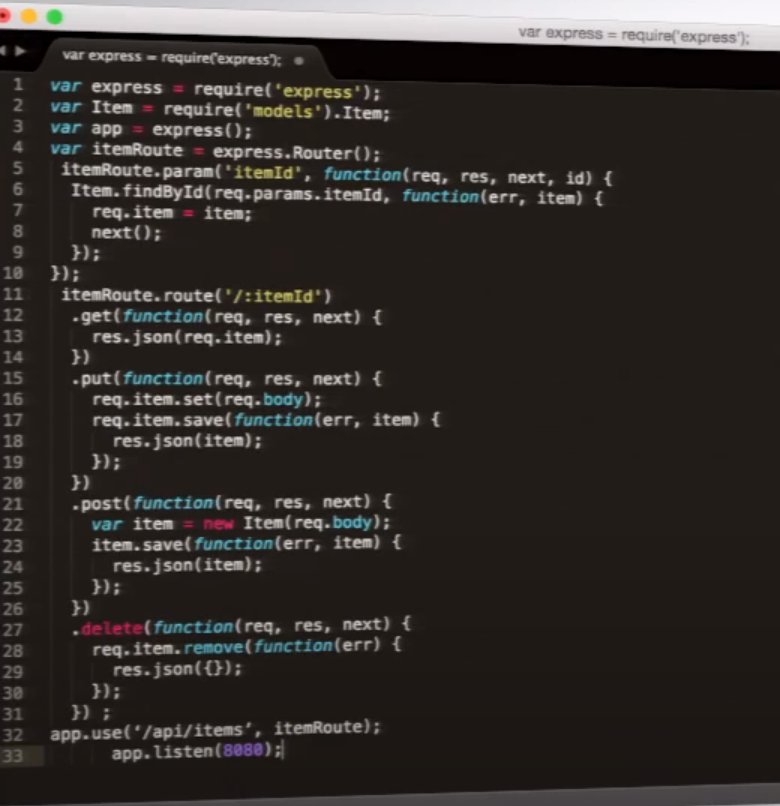 var express = require('express');
var express = require('express');
1 var express = require('express');
2 var Item = require('models').Item;
3 var app = express();
4 var itemRoute = express.Router();
5 itemRoute.param('itemId', function(req, res, next, id) {
6 Item.findById(req.params.itemId, function(err, item) {
7 req.item = item;
8 next();
9 });
10 });
11 itemRoute.route('/:itemId')
12 .get(function(req, res, next) {
13 res.json(req.item);
14 })
15 .put(function(req, res, next) {
16 req.item.set(req.body);
17 req.item.save(function(err, item) {
18 res.json(item);
19 });
20 })
21 .post(function(req, res, next) {
22 var item = new Item(req.body);
23 item.save(function(err, item) {
24 res.json(item);
25 });
26 })
27 .delete(function(req, res, next) {
28 req.item.remove(function(err) {
29 res.json({});
30 });
31 }) ;
32 app.use(‘/api/items’, itemRoute);
33 app.listen(8080);